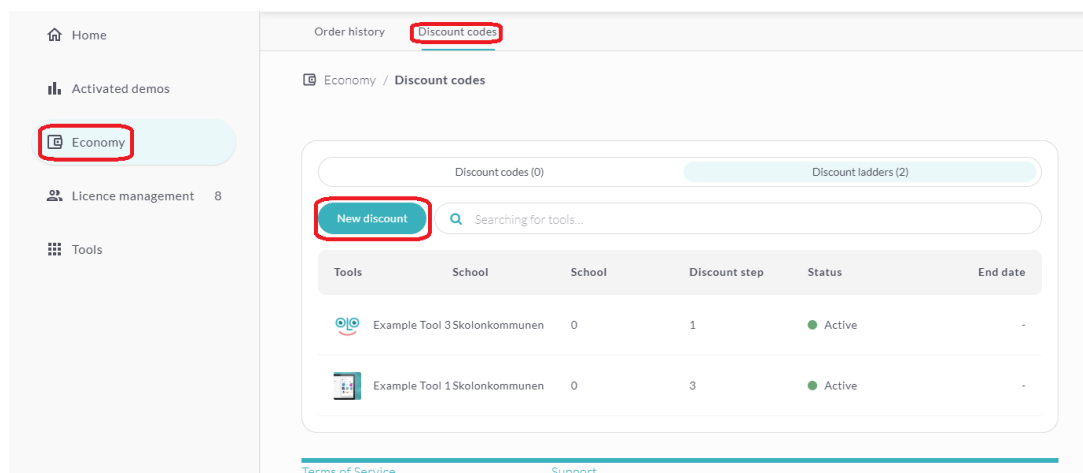 Home
Activated demos
Economy
Licence management 8
Tools
Order history Discount codes
Economy / Discount codes
Discount codes (0) Discount ladders (2)
New discount Searching for tools...
Tools School School Discount step Status End date
Example Tool 3 Skolonkommunen 0 1 Active -
Example Tool 1 Skolonkommunen 0 3 Active -
Terms of Service Support